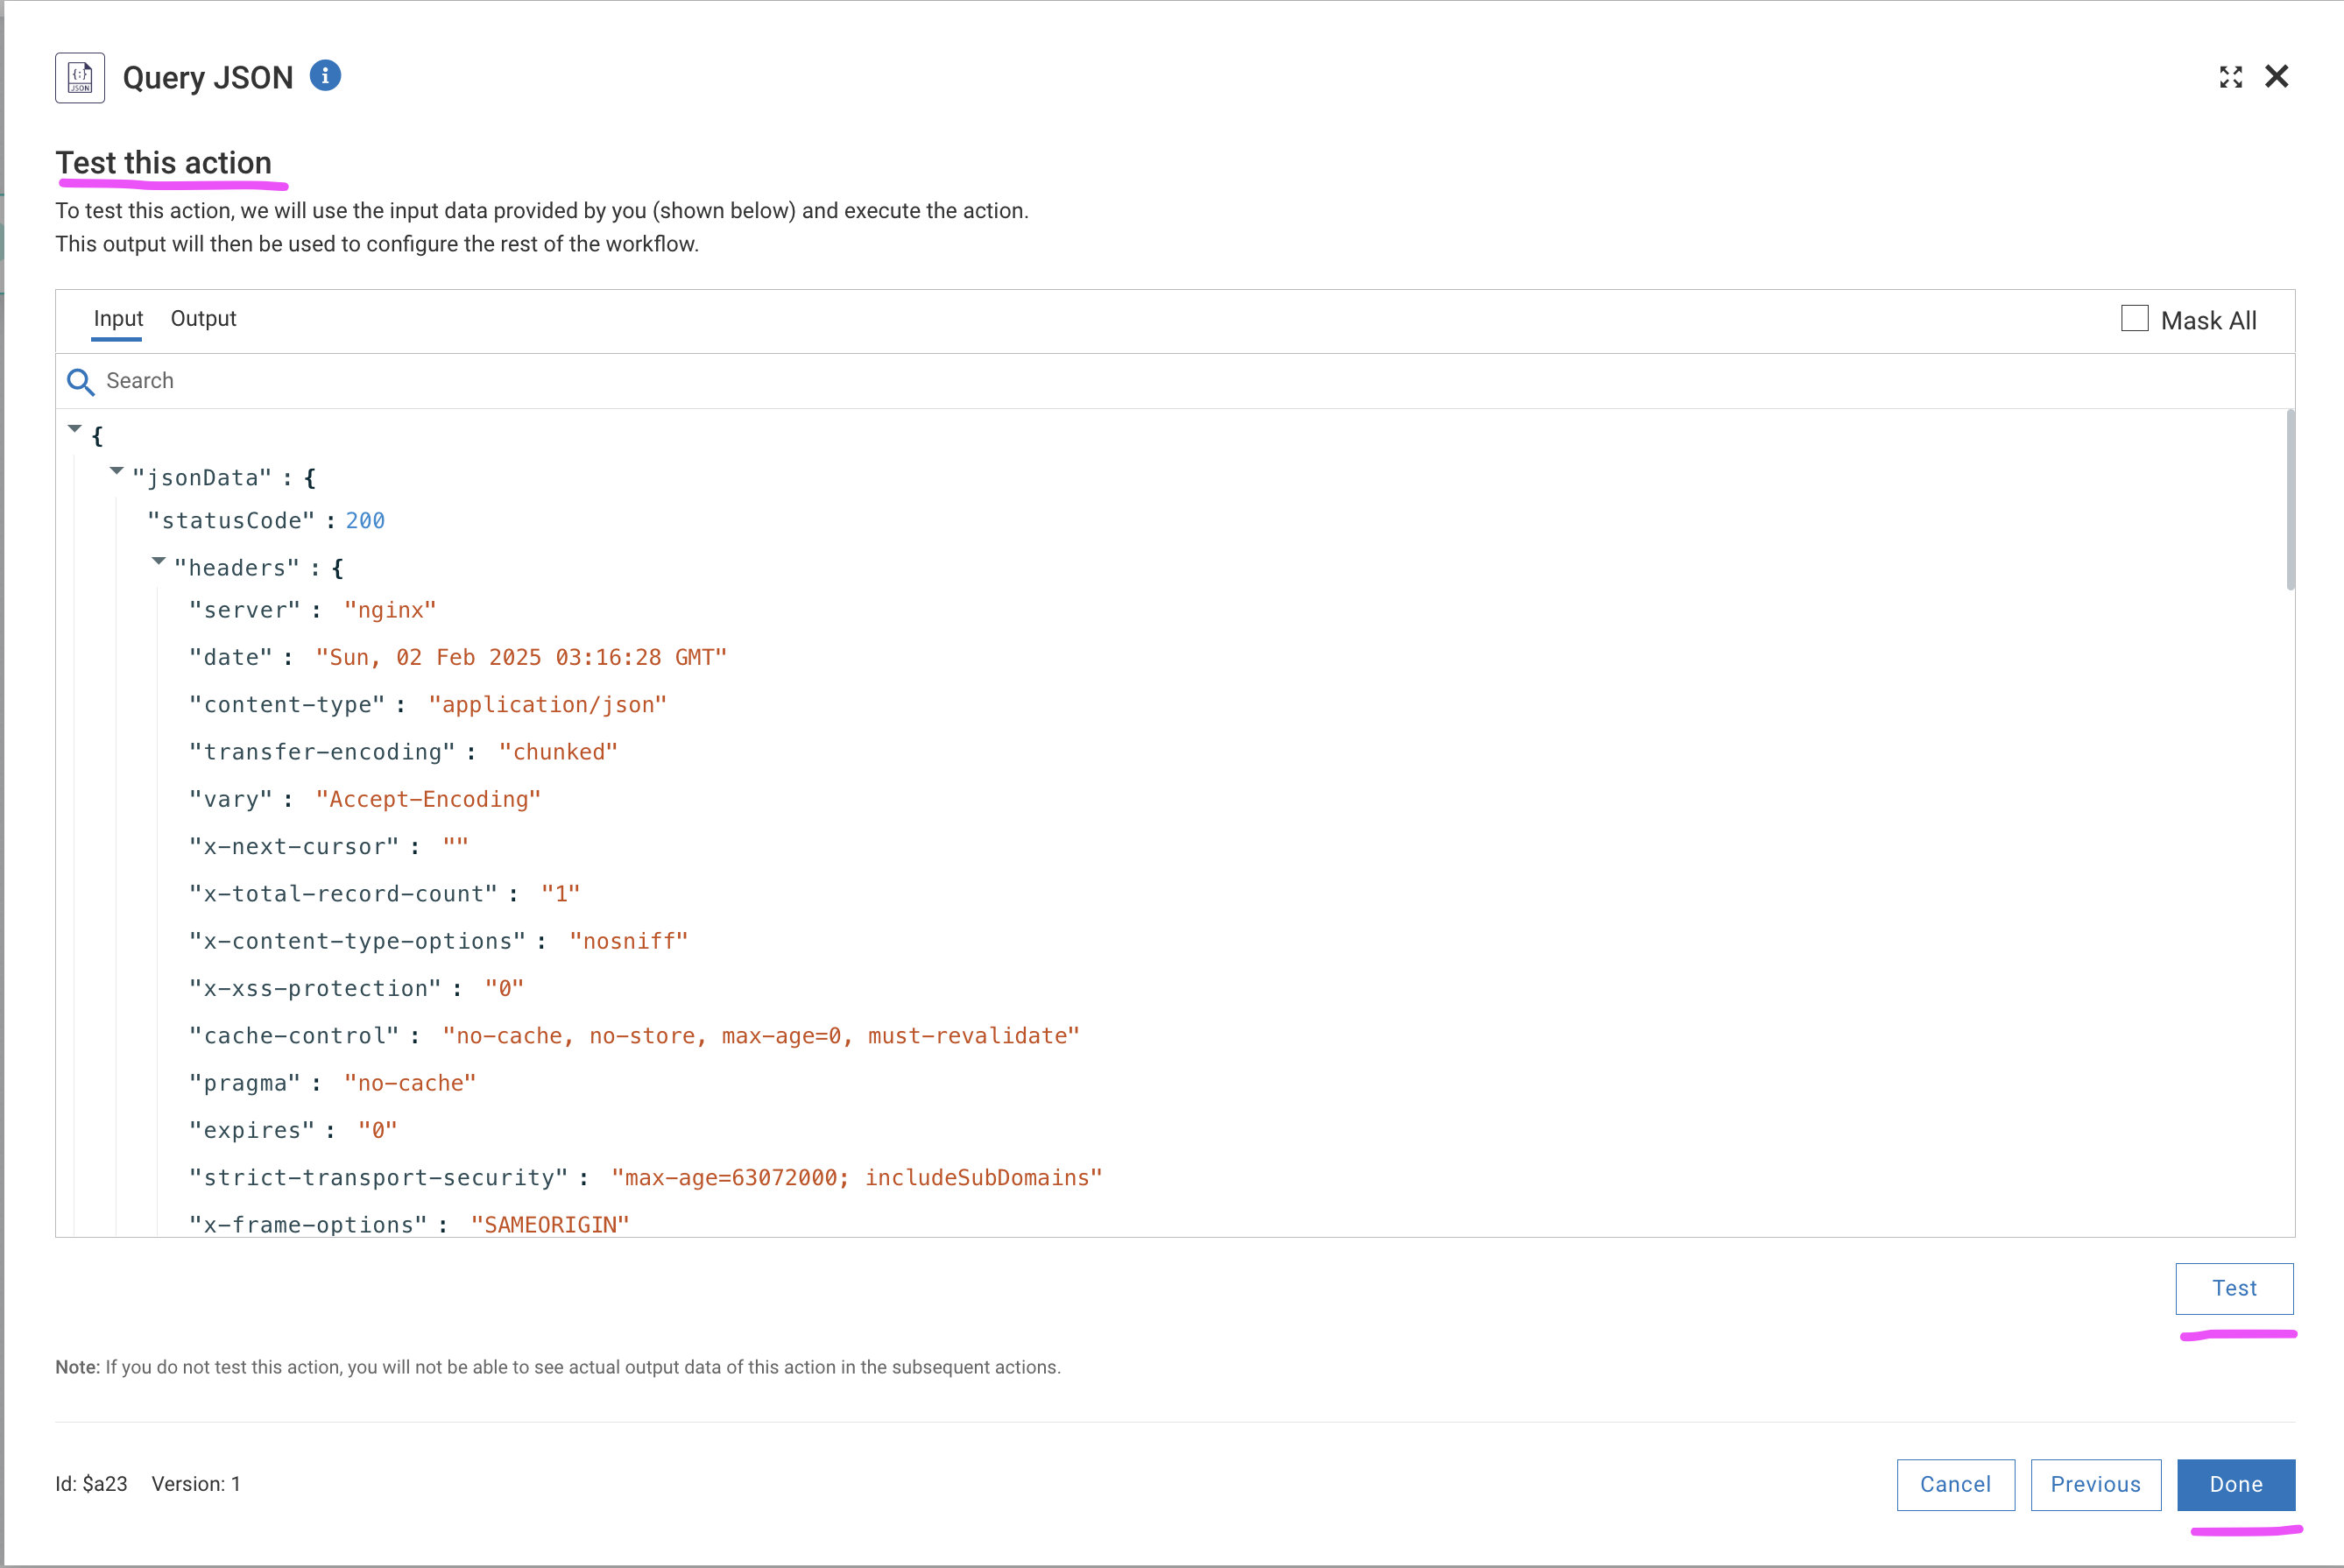 {:}
JSON
Query JSON i
Test this action
To test this action, we will use the input data provided by you (shown below) and execute the action.
This output will then be used to configure the rest of the workflow.
Input Output Mask All
Search
{
"jsonData" : {
"statusCode" : 200
"headers" : {
"server" : "nginx"
"date" : "Sun, 02 Feb 2025 03:16:28 GMT"
"content-type" : "application/json"
"transfer-encoding" : "chunked"
"vary" : "Accept-Encoding"
"x-next-cursor" : ""
"x-total-record-count" : "1"
"x-content-type-options" : "nosniff"
"x-xss-protection" : "0"
"cache-control" : "no-cache, no-store, max-age=0, must-revalidate"
"pragma" : "no-cache"
"expires" : "0"
"strict-transport-security" : "max-age=63072000; includeSubDomains"
"x-frame-options" : "SAMEORIGIN"
Test
Note: If you do not test this action, you will not be able to see actual output data of this action in the subsequent actions.
Id: $a23 Version: 1
Cancel Previous Done